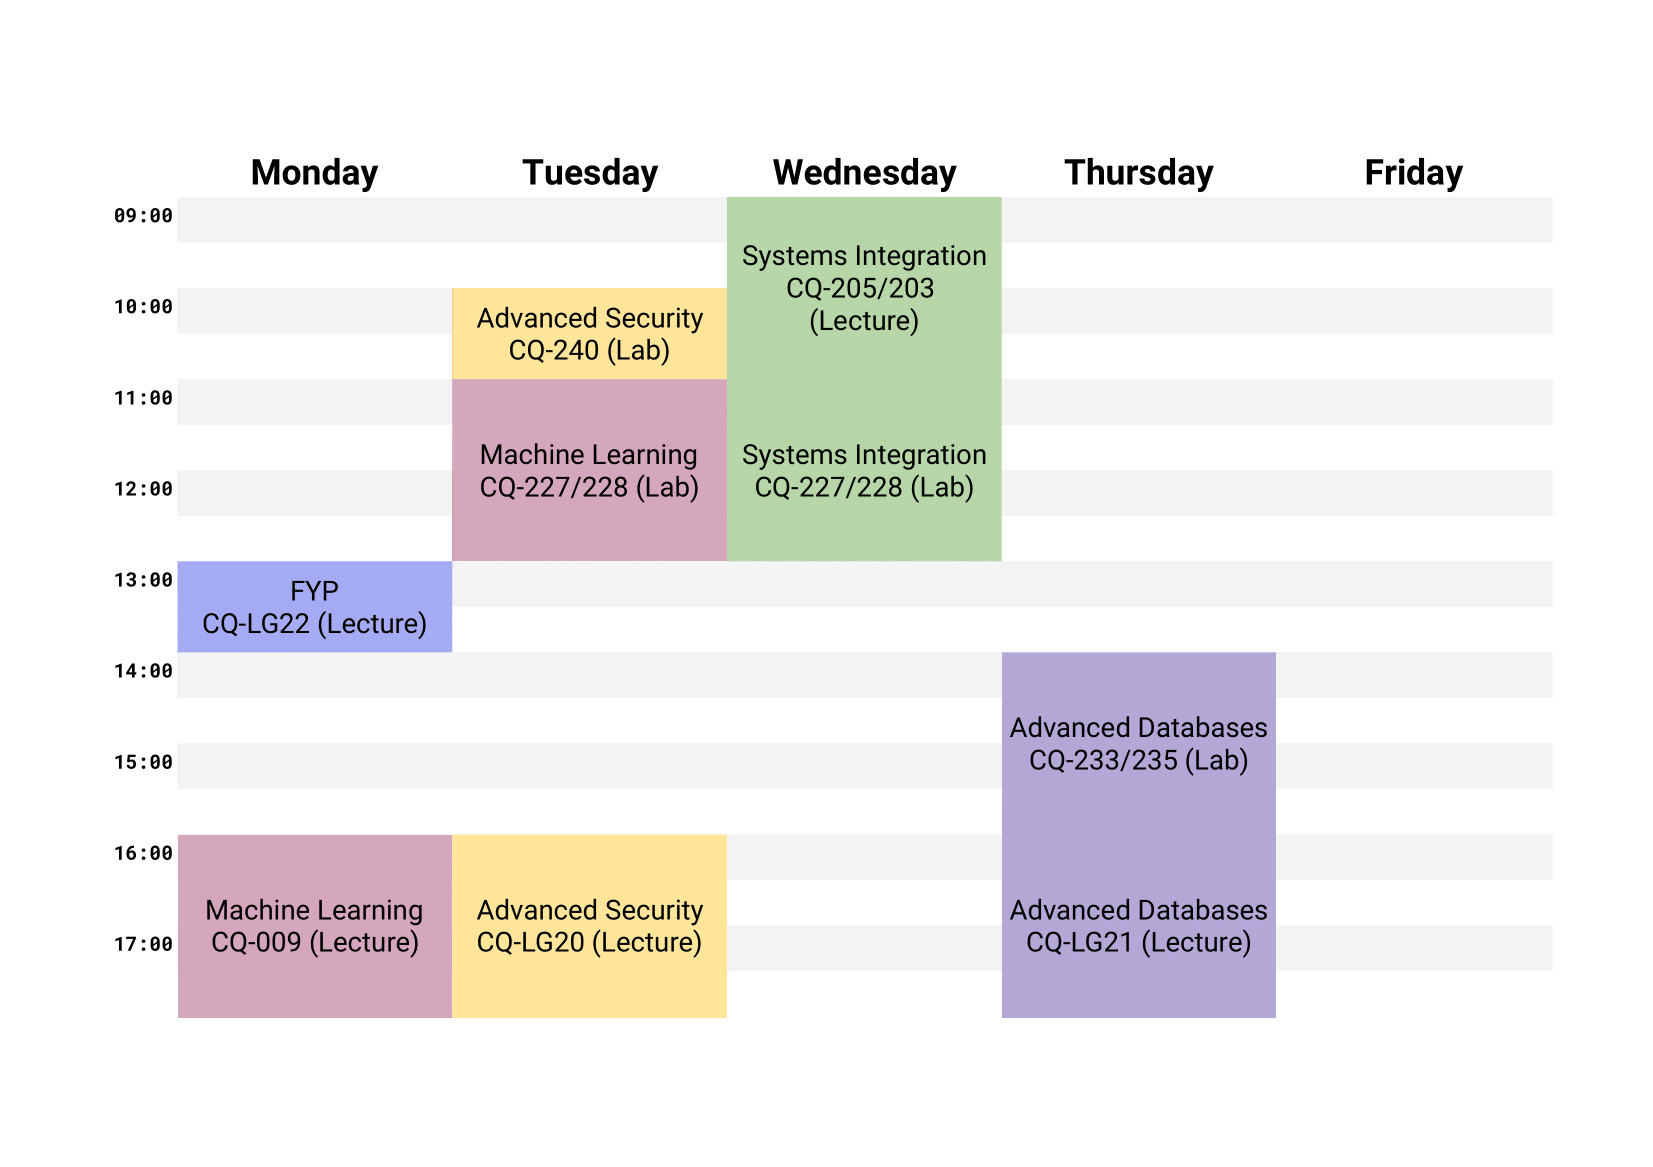 Monday Tuesday Wednesday Thursday Friday
09:00
Systems Integration
CQ-205/203
(Lecture)
10:00
Advanced Security
CQ-240 (Lab)
11:00
Machine Learning
CQ-227/228 (Lab)
Systems Integration
CQ-227/228 (Lab)
12:00
13:00
FYP
CQ-LG22 (Lecture)
14:00
Advanced Databases
CQ-233/235 (Lab)
15:00
16:00
Machine Learning
CQ-009 (Lecture)
Advanced Security
CQ-LG20 (Lecture)
Advanced Databases
CQ-LG21 (Lecture)
17:00